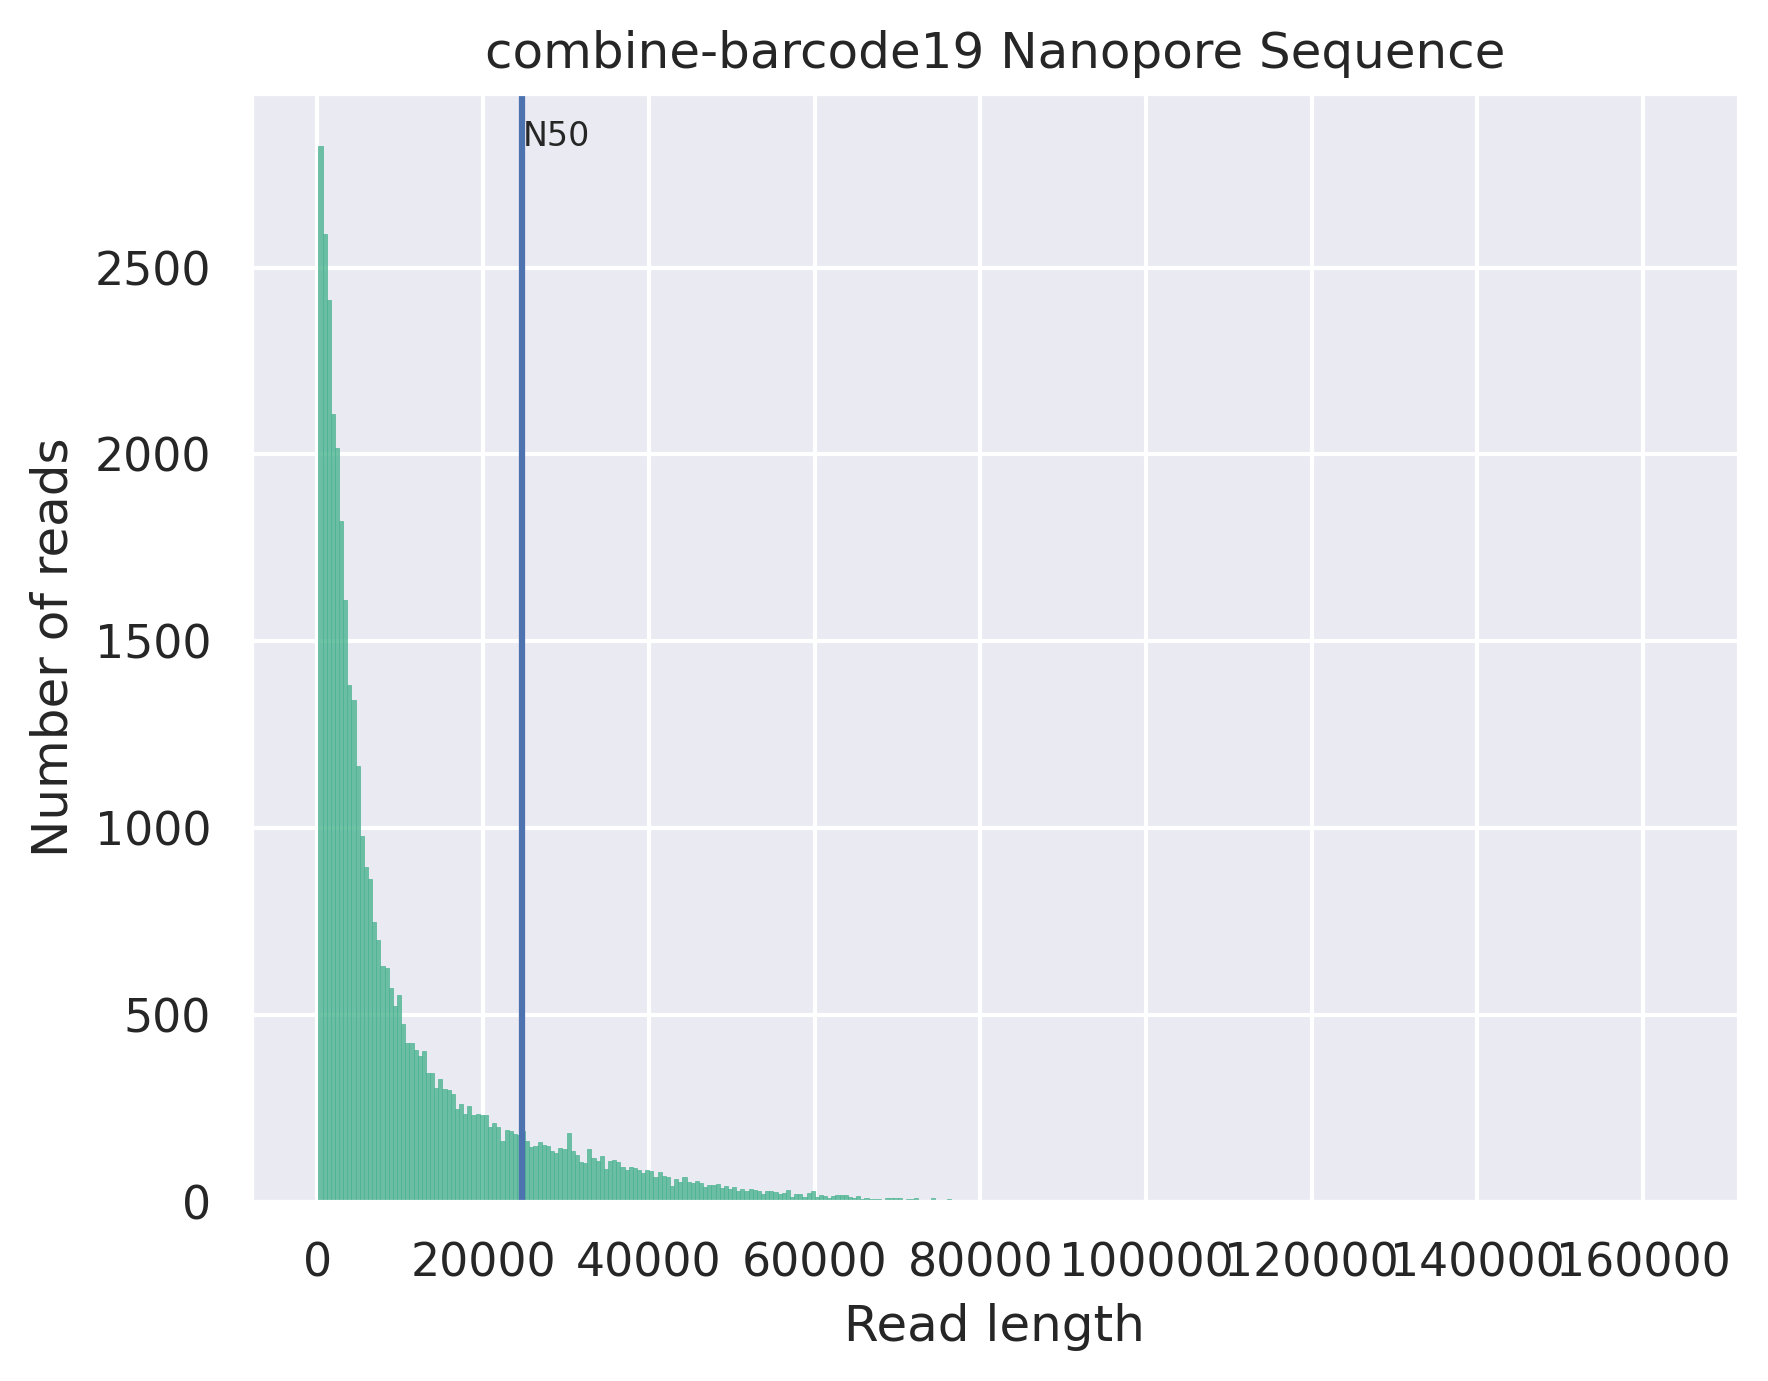 combine-barcode19 Nanopore Sequence
N50
2500
2000
1500
1000
500
0
Number of reads
0 20000 40000 60000 80000 100000 120000 140000 160000
Read length